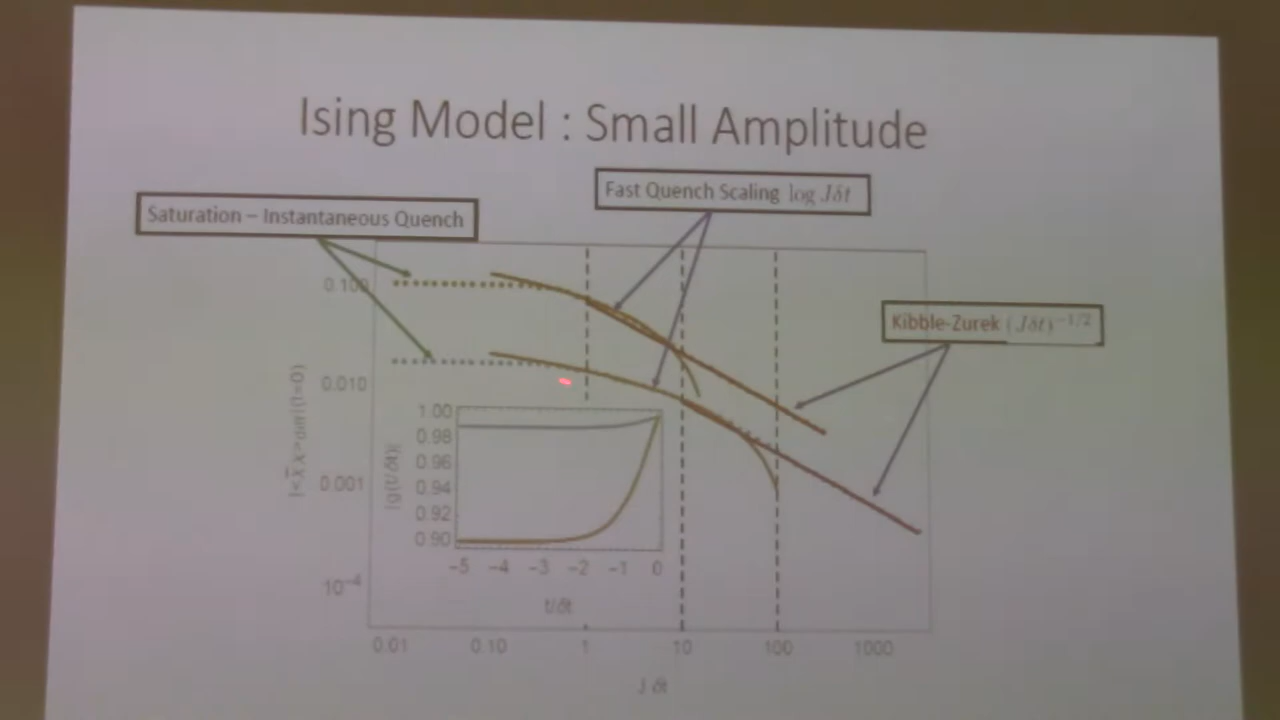 Ising Model : Small Amplitude
Fast Quench Scaling log Jδt
Saturation – Instantaneous Quench
Kibble-Zurek (Jδt)^{-1/2}
0.100
0.010
0.001
10^{-4}
1.00
0.98
0.96
0.94
0.92
0.90
-5 -4 -3 -2 -1 0
t/δt
0.01 0.10 1 10 100 1000
J δt